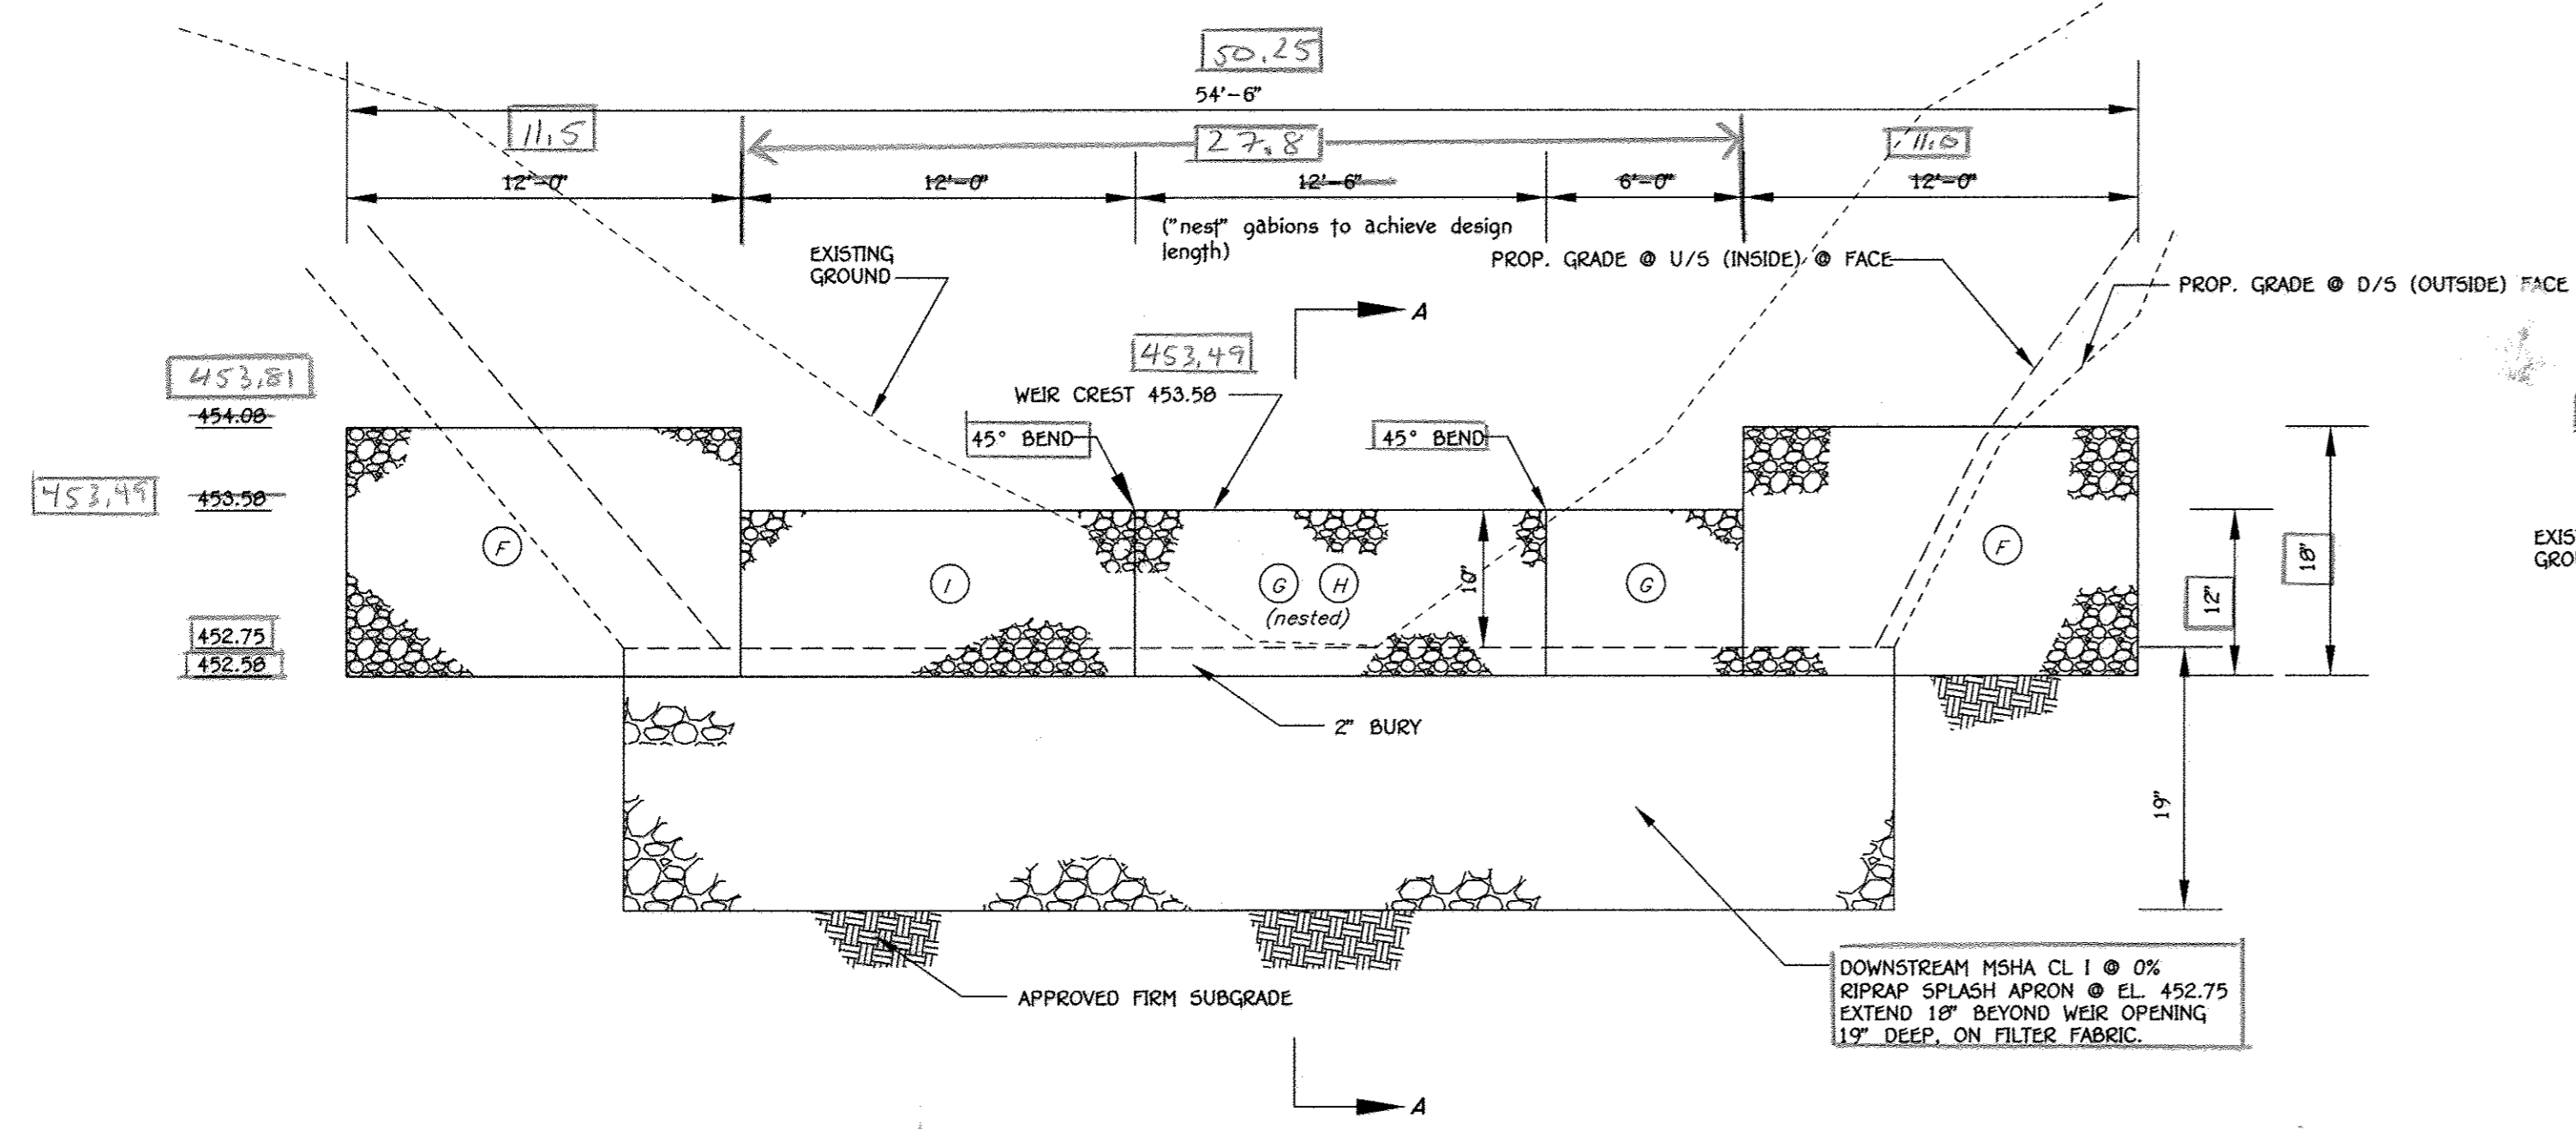 50.25
54'-6"
11.5
27.8
11.0
12'-0"
12'-0"
12'-6"
6'-0"
12'-0"
("nest" gabions to achieve design
length)
EXISTING
GROUND
PROP. GRADE @ U/S (INSIDE) @ FACE
PROP. GRADE @ D/S (OUTSIDE) FACE
A
453.81
454.08
453.49
WEIR CREST 453.58
45° BEND
45° BEND
453.49
453.58
F
I
G H
(nested)
10"
G
F
12"
18"
EXIS
GRO
452.75
452.58
2" BURY
19"
APPROVED FIRM SUBGRADE
DOWNSTREAM MSHA CL I @ 0%
RIPRAP SPLASH APRON @ EL. 452.75
EXTEND 18" BEYOND WEIR OPENING
19" DEEP, ON FILTER FABRIC.
A